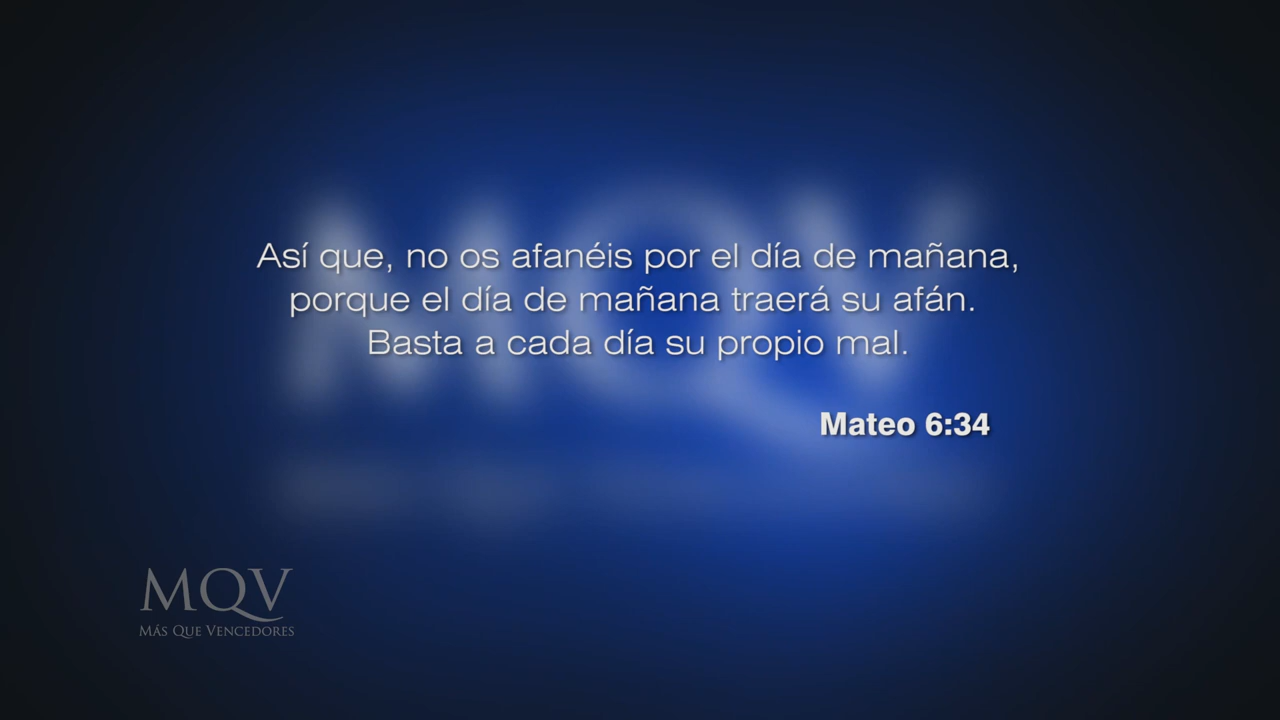 Así que, no os afanéis por el día de mañana,
porque el día de mañana traerá su afán.
Basta a cada día su propio mal.
Mateo 6:34
MQV
MÁS QUE VENCEDORES